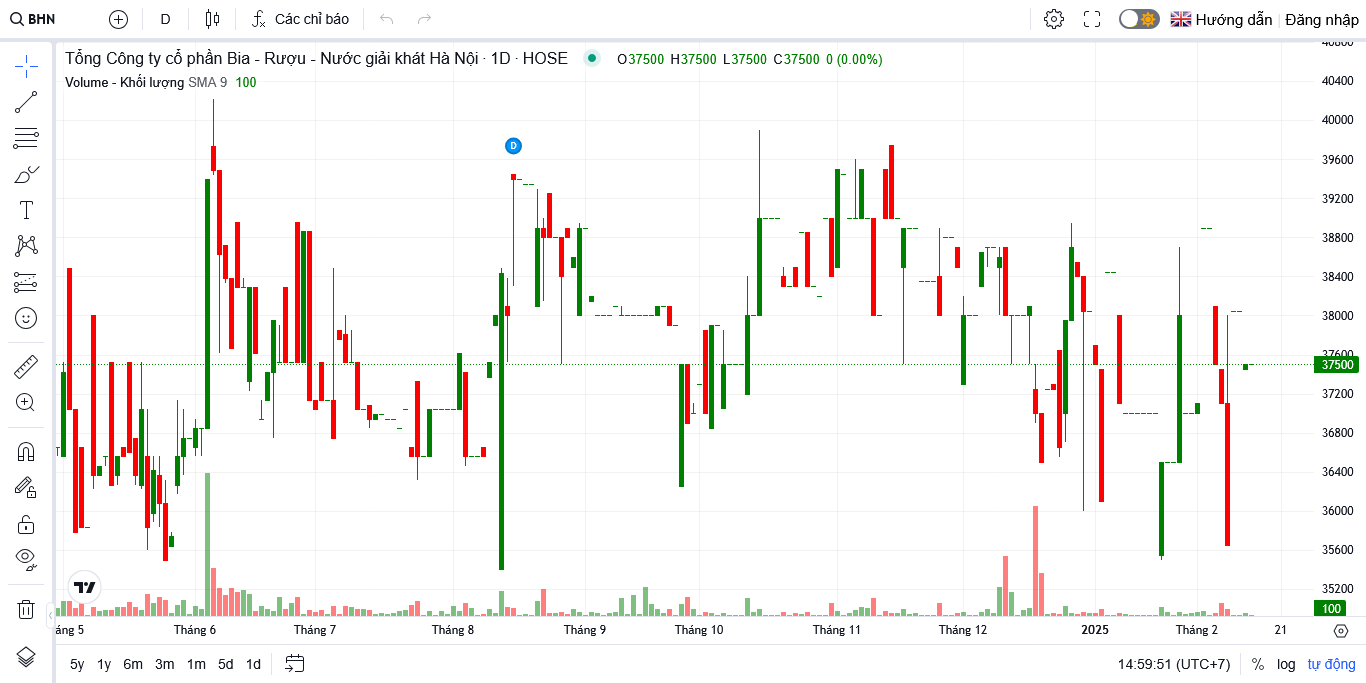 BHN D Các chỉ báo Hướng dẫn Đăng nhập
Tổng Công ty cổ phần Bia - Rượu - Nước giải khát Hà Nội · 1D · HOSE O37500 H37500 L37500 C37500 0 (0.00%)
Volume - Khối lượng SMA 9 100
D
40800
40400
40000
39600
39200
38800
38400
38000
37600
37500
37200
36800
36400
36000
35600
35200
100
áng 5 Tháng 6 Tháng 7 Tháng 8 Tháng 9 Tháng 10 Tháng 11 Tháng 12 2025 Tháng 2 21
5y 1y 6m 3m 1m 5d 1d 14:59:51 (UTC+7) % log tự động